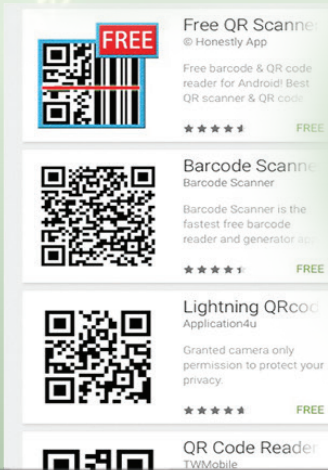 FREE
Free QR Scanne
© Honestly App
Free barcode & QR code
reader for Android! Best
QR scanner & QR code
FREE
Barcode Scanne
Barcode Scanner
Barcode Scanner is the
fastest free barcode
reader and generator
FREE
Lightning QRcod
Application4u
Granted camera only
permission to protect your
privacy.
FREE
QR Code Reader
TWMobile